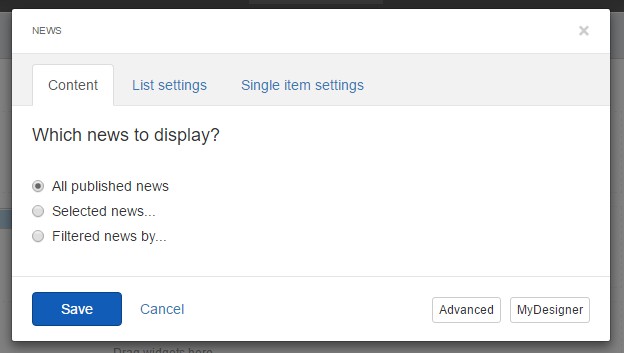 NEWS ×
Content List settings Single item settings
Which news to display?
All published news
Selected news...
Filtered news by...
Save Cancel Advanced MyDesigner
Drag widgets here